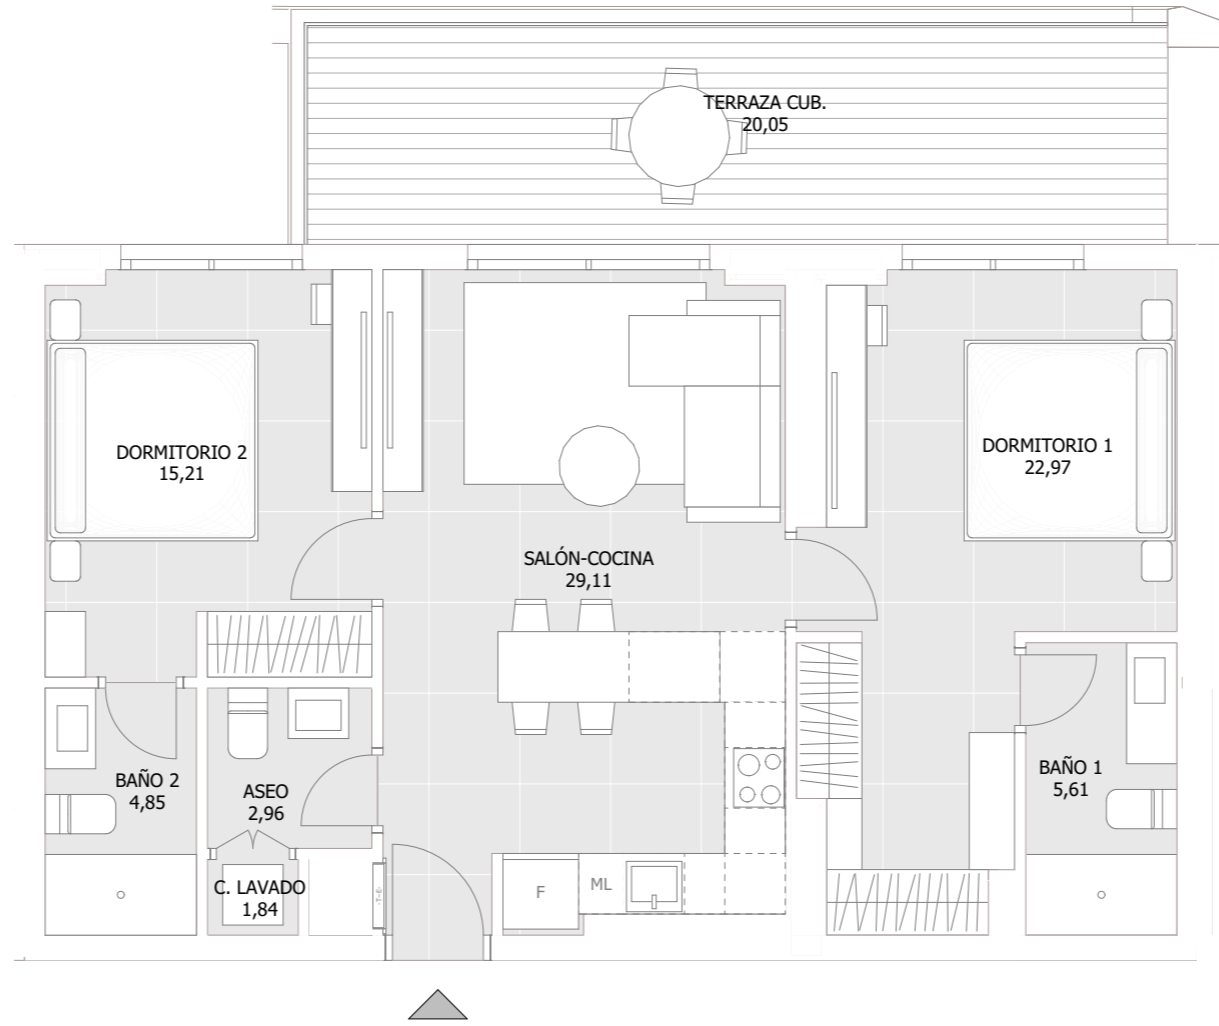 TERRAZA CUB.
20,05
DORMITORIO 2
15,21
DORMITORIO 1
22,97
SALÓN-COCINA
29,11
BAÑO 2
4,85
ASEO
2,96
BAÑO 1
5,61
C. LAVADO
1,84
-T-E-
F
ML